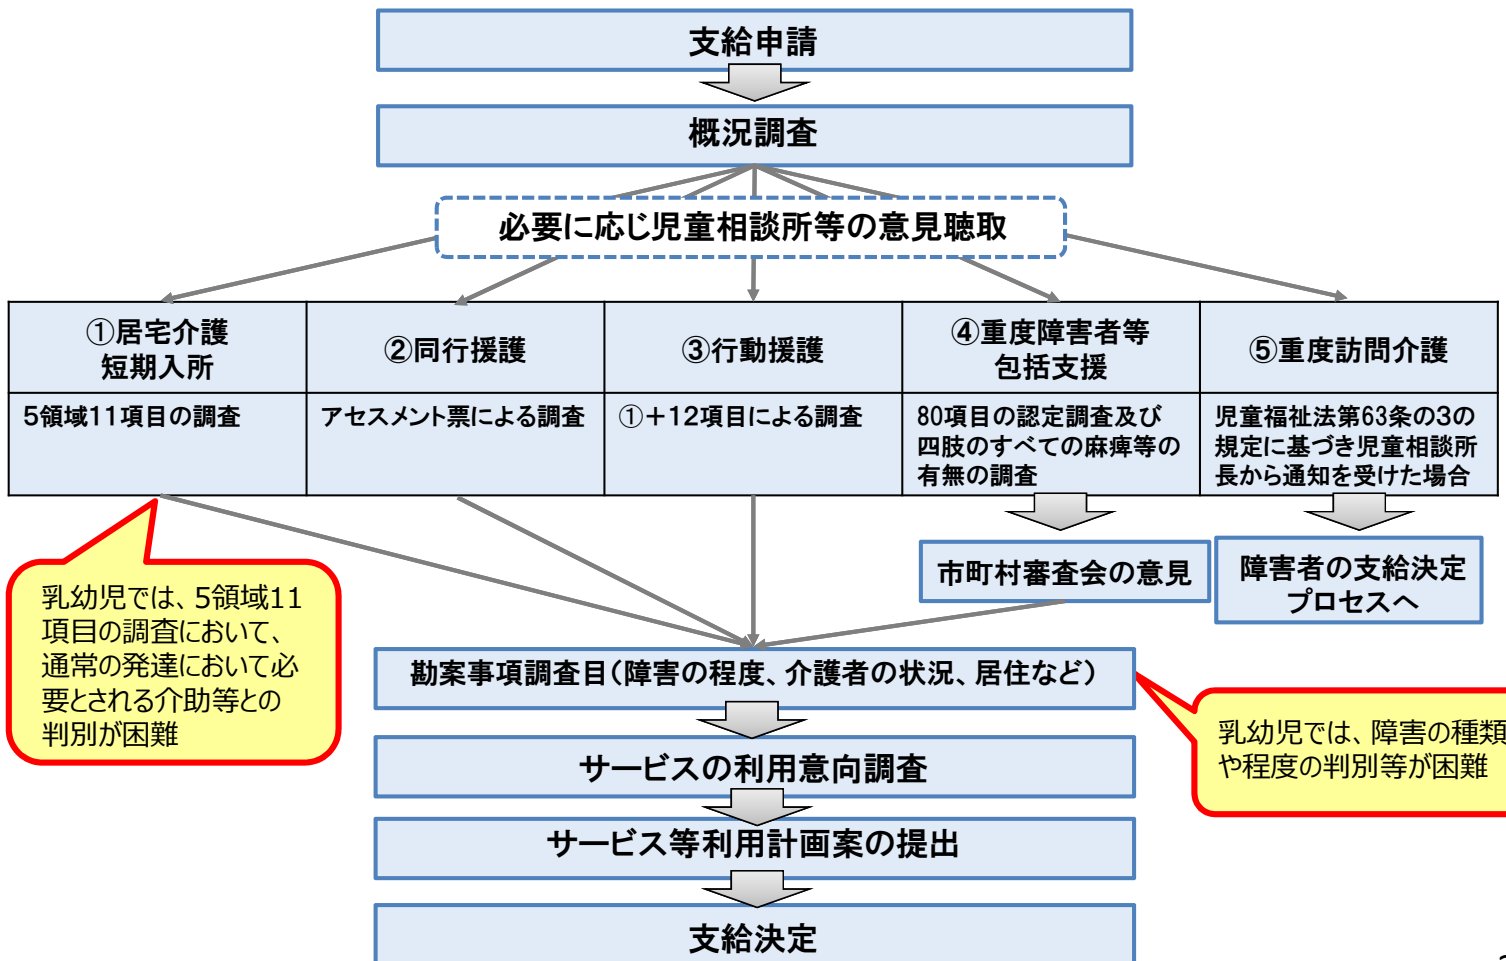 支給申請
概況調査
必要に応じ児童相談所等の意見聴取
①居宅介護
短期入所
②同行援護
③行動援護
④重度障害者等
包括支援
⑤重度訪問介護
5領域11項目の調査
アセスメント票による調査
①＋12項目による調査
80項目の認定調査及び
四肢のすべての麻痺等の
有無の調査
児童福祉法第63条の3の
規定に基づき児童相談所
長から通知を受けた場合
市町村審査会の意見
障害者の支給決定
プロセスへ
乳幼児では、5領域11
項目の調査において、
通常の発達において必
要とされる介助等との
判別が困難
勘案事項調査目（障害の程度、介護者の状況、居住など）
乳幼児では、障害の種類
や程度の判別等が困難
サービスの利用意向調査
サービス等利用計画案の提出
支給決定